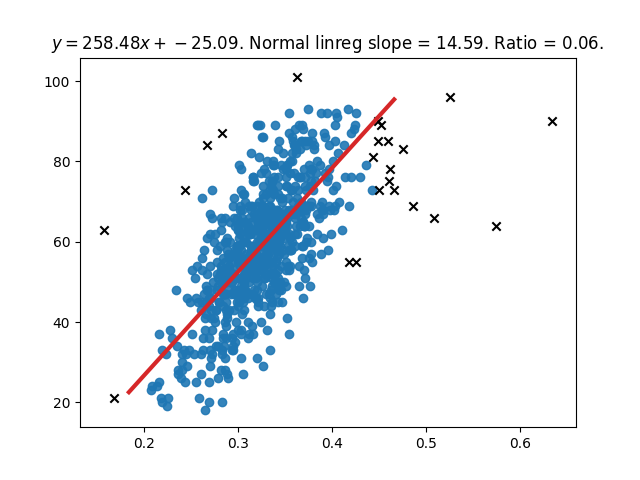 y = 258.48x + −25.09. Normal linreg slope = 14.59. Ratio = 0.06.
100
80
60
40
20
0.2 0.3 0.4 0.5 0.6